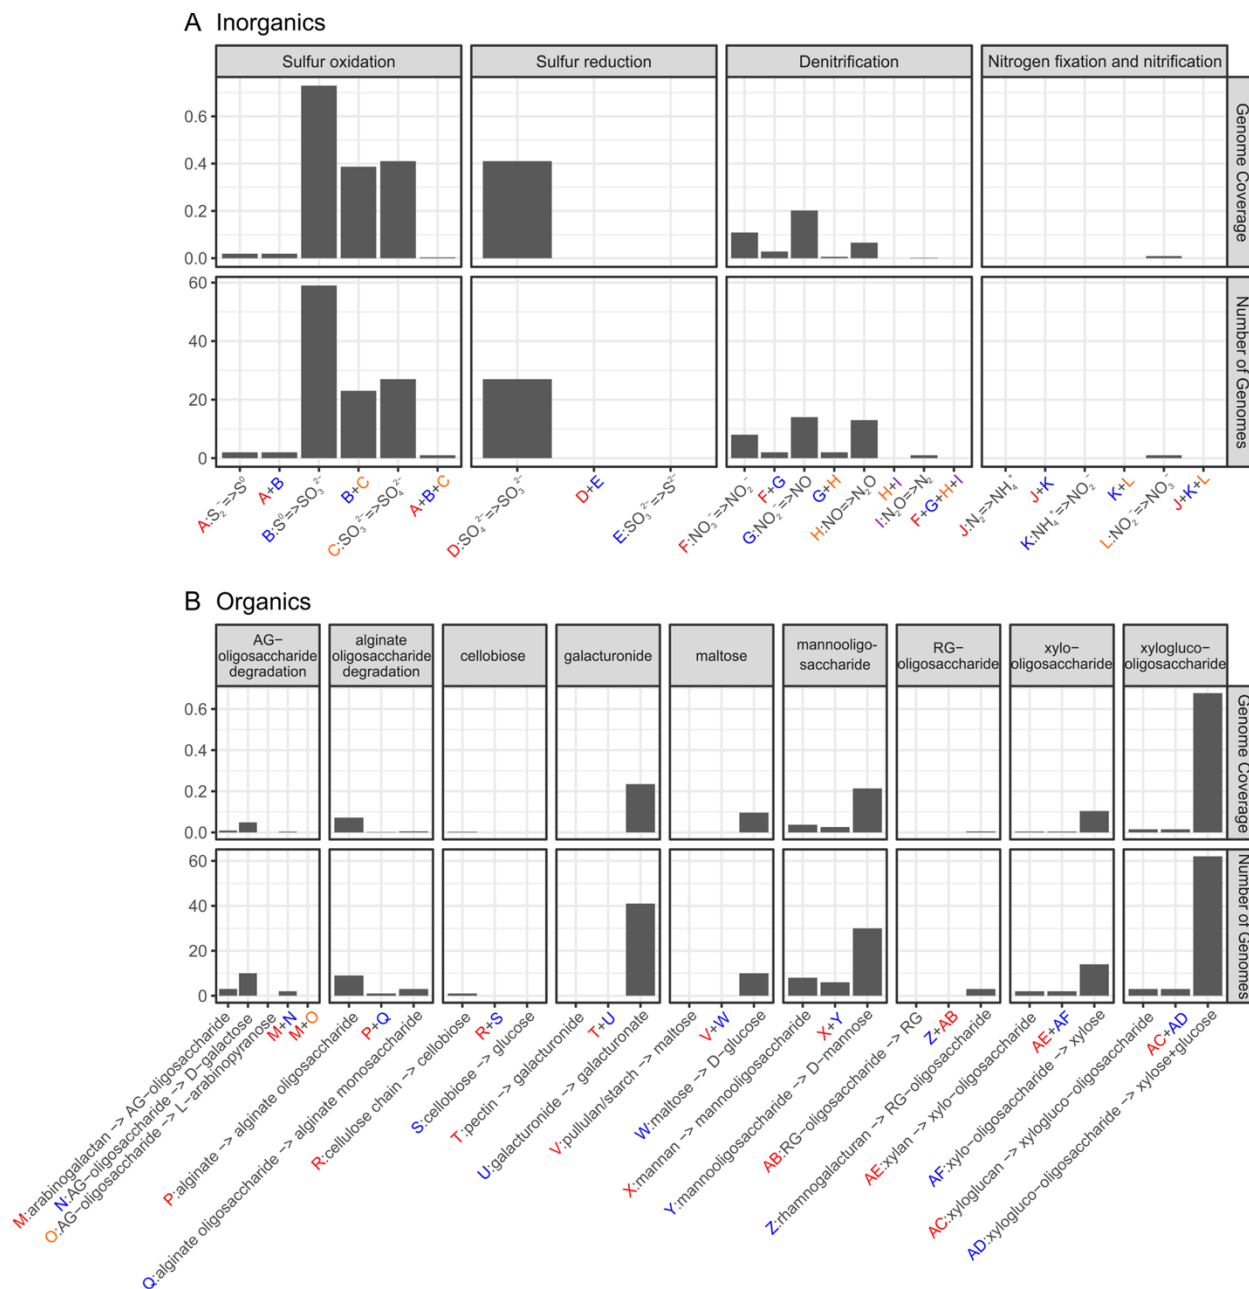 A Inorganics
Sulfur oxidation
Sulfur reduction
Denitrification
Nitrogen fixation and nitrification
0.6
0.4
0.2
0.0
Genome Coverage
60
40
20
0
Number of Genomes
A:S₂⁻=>S⁰
A+B
B:S⁰=>SO₃²⁻
B+C
C:SO₃²⁻=>SO₄²⁻
A+B+C
D:SO₄²⁻=>SO₃²⁻
D+E
E:SO₃²⁻=>S²⁻
F:NO₃⁻=>NO₂⁻
F+G
G:NO₂⁻=>NO
G+H
H:NO=>N₂O
H+I
I:N₂O=>N₂
F+G+H+I
J:N₂=>NH₄⁺
J+K
K:NH₄⁺=>NO₂⁻
K+L
L:NO₂⁻=>NO₃⁻
J+K+L
B Organics
AG−
oligosaccharide
degradation
alginate
oligosaccharide
degradation
cellobiose
galacturonide
maltose
mannooligo-
saccharide
RG−
oligosaccharide
xylo−
oligosaccharide
xylogluco−
oligosaccharide
0.6
0.4
0.2
0.0
Genome Coverage
60
40
20
0
Number of Genomes
M:arabinogalactan −> AG−oligosaccharide
N:AG−oligosaccharide −> D−galactose
O:AG−oligosaccharide −> L−arabinopyranose
M+N
M+O
P:alginate −> alginate oligosaccharide
P+Q
Q:alginate oligosaccharide −> alginate monosaccharide
R:cellulose chain −> cellobiose
R+S
S:cellobiose −> glucose
T:pectin −> galacturonide
T+U
U:galacturonide −> galacturonate
V:pullulan/starch −> maltose
V+W
W:maltose −> D−glucose
X:mannan −> mannooligosaccharide
X+Y
Y:mannooligosaccharide −> D−mannose
AB:RG−oligosaccharide −> RG
Z+AB
Z:rhamnogalacturan −> RG−oligosaccharide
AE:xylan −> xylo−oligosaccharide
AE+AF
AF:xylo−oligosaccharide −> xylose
AC:xyloglucan −> xylogluco−oligosaccharide
AC+AD
AD:xylogluco−oligosaccharide −> xylose+glucose